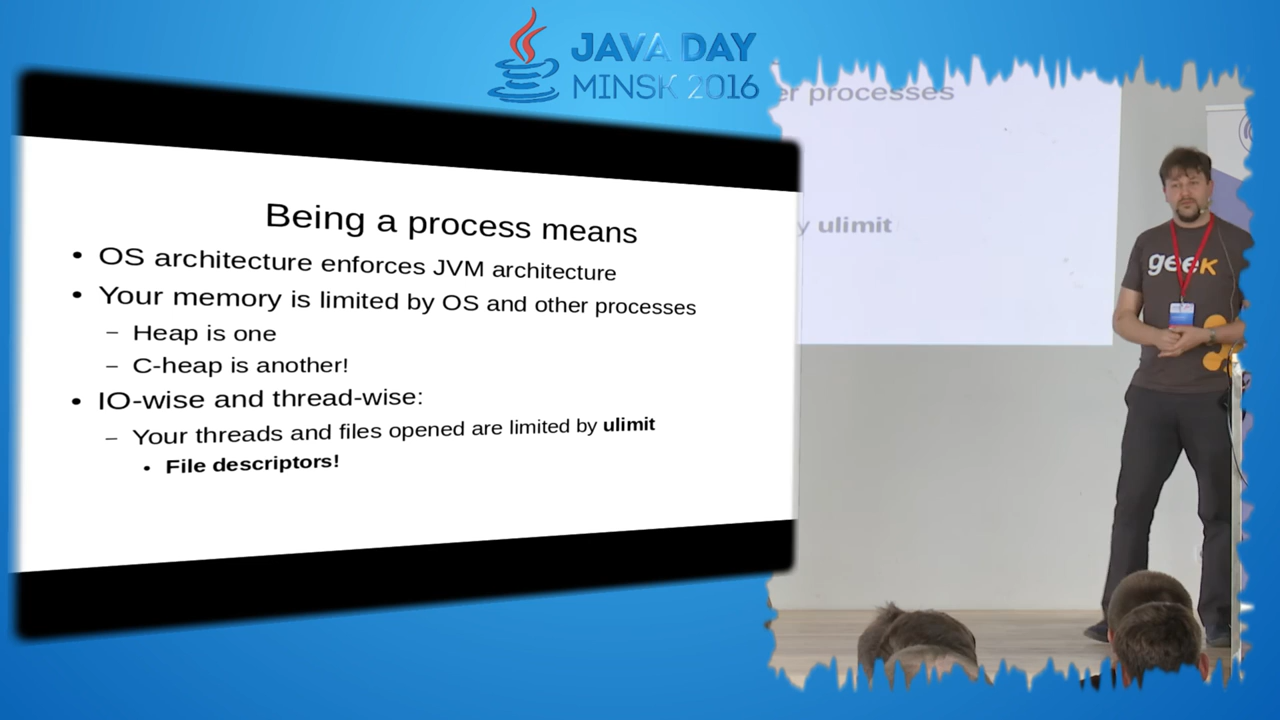 JAVA DAY
MINSK 2016
Being a process means
• OS architecture enforces JVM architecture
• Your memory is limited by OS and other processes
– Heap is one
– C-heap is another!
• IO-wise and thread-wise:
– Your threads and files opened are limited by ulimit
• File descriptors!
er processes
y ulimit
geek